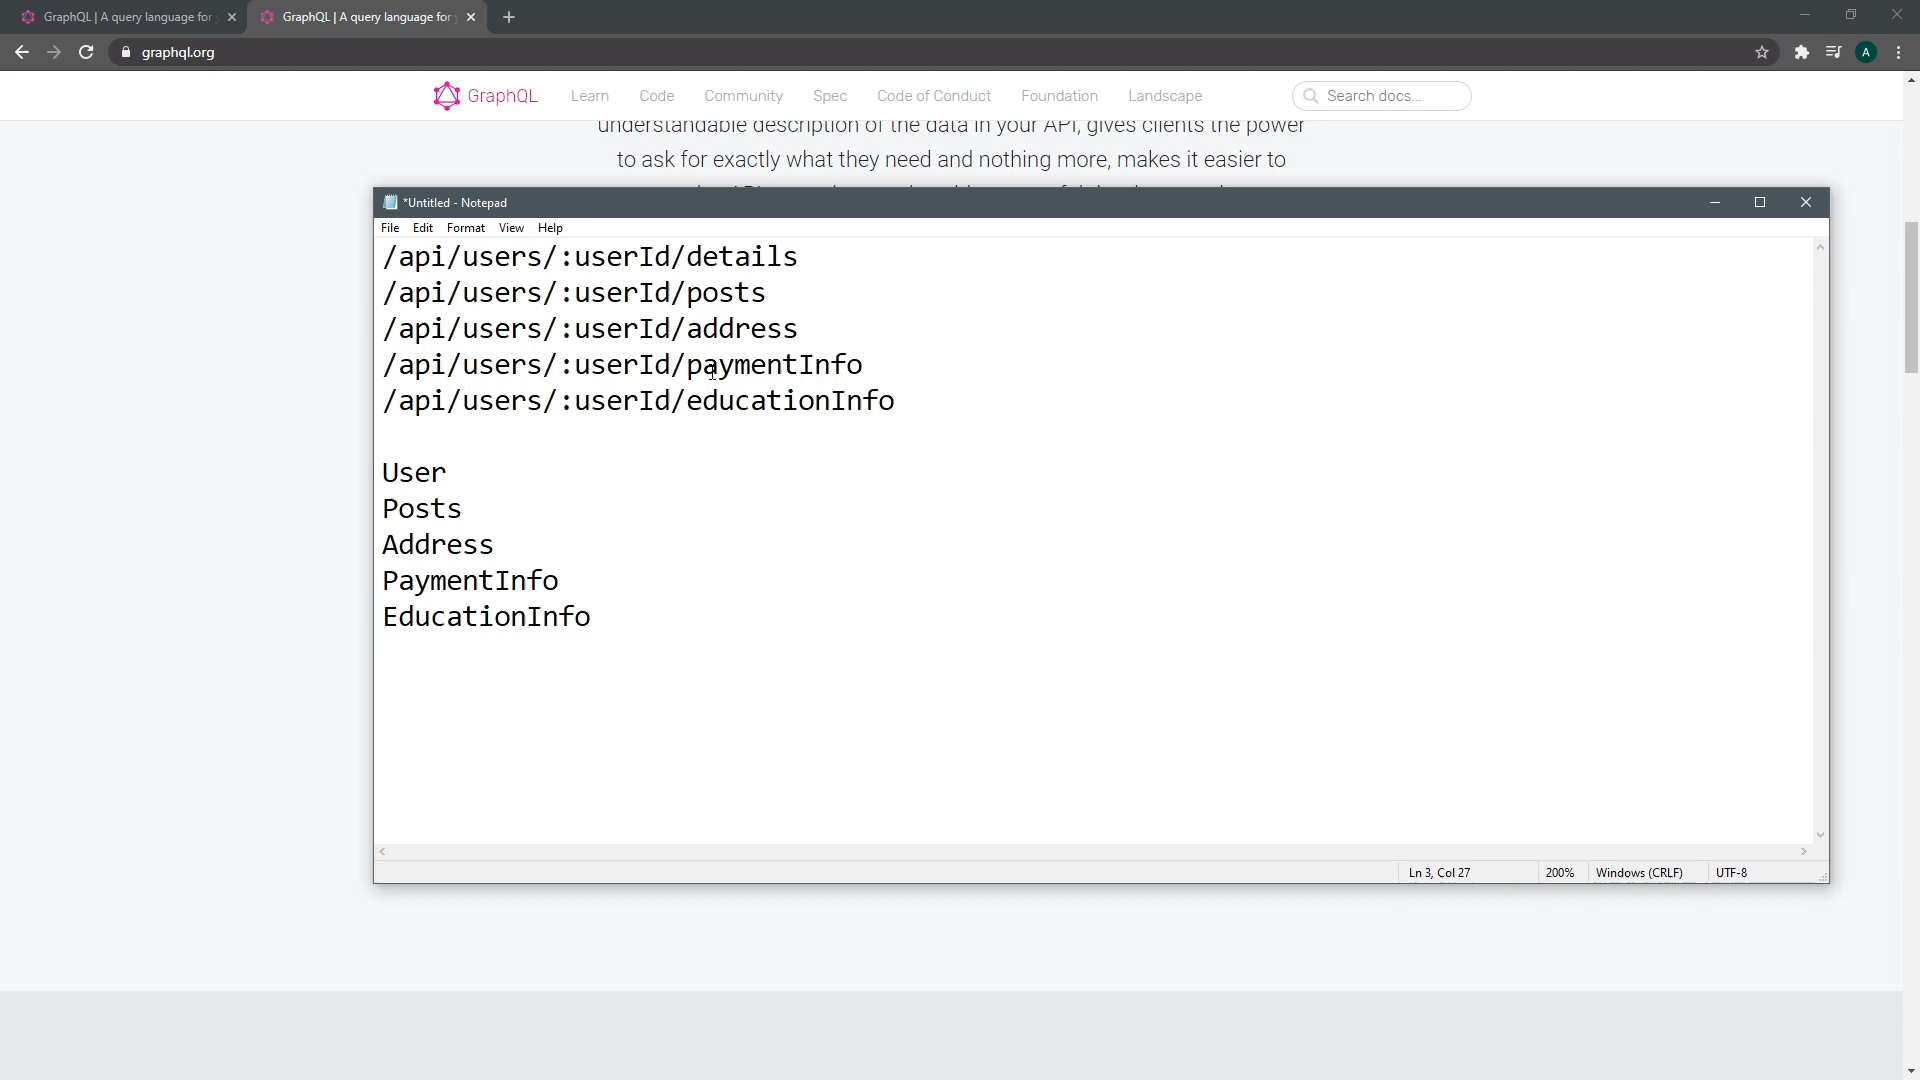 GraphQL | A query language for
GraphQL | A query language for
graphql.org
A
GraphQL
Learn
Code
Community
Spec
Code of Conduct
Foundation
Landscape
Search docs...
understandable description of the data in your API, gives clients the power
to ask for exactly what they need and nothing more, makes it easier to
*Untitled - Notepad
File Edit Format View Help
/api/users/:userId/details
/api/users/:userId/posts
/api/users/:userId/address
/api/users/:userId/paymentInfo
/api/users/:userId/educationInfo
User
Posts
Address
PaymentInfo
EducationInfo
Ln 3, Col 27
200%
Windows (CRLF)
UTF-8